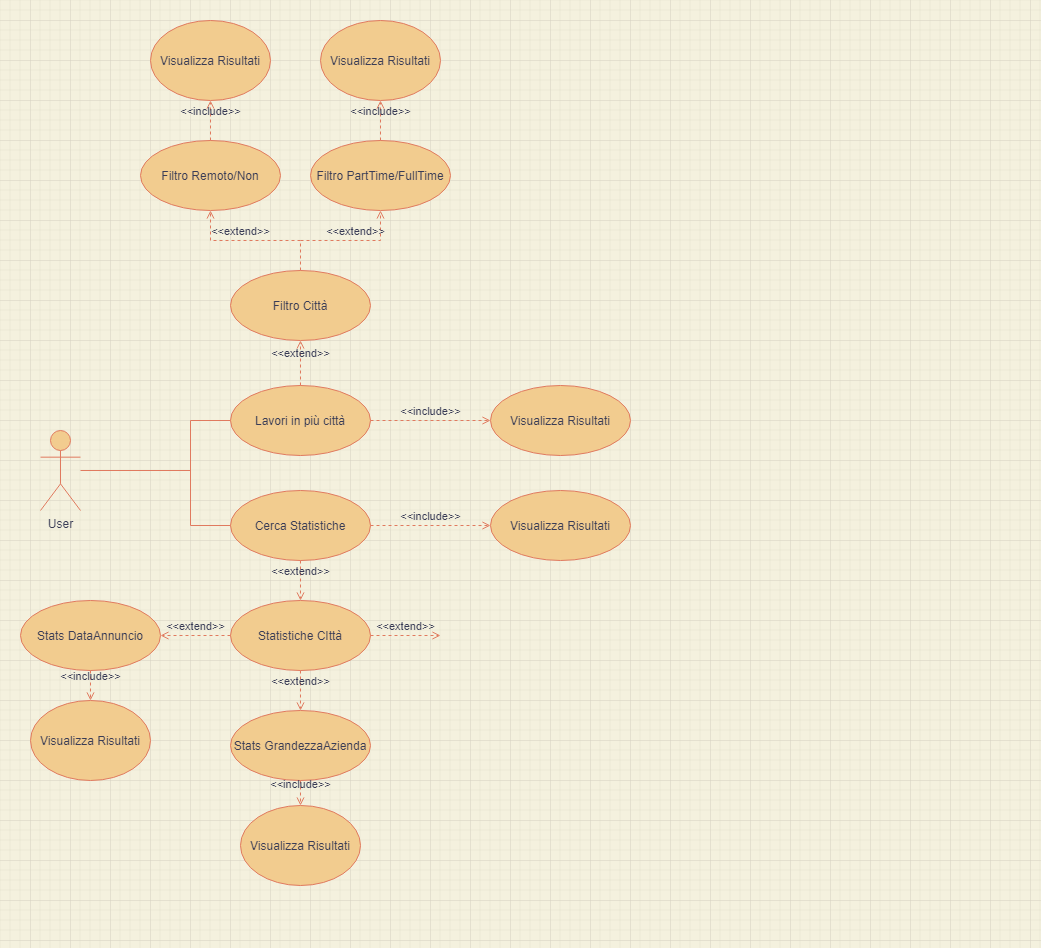 Visualizza Risultati
Visualizza Risultati
<<include>>
<<include>>
Filtro Remoto/Non
Filtro PartTime/FullTime
<<extend>>
<<extend>>
Filtro Città
<<extend>>
Lavori in più città
<<include>>
Visualizza Risultati
User
Cerca Statistiche
<<include>>
Visualizza Risultati
<<extend>>
Stats DataAnnuncio
<<extend>>
Statistiche CIttà
<<extend>>
<<include>>
<<extend>>
Visualizza Risultati
Stats GrandezzaAzienda
<<include>>
Visualizza Risultati